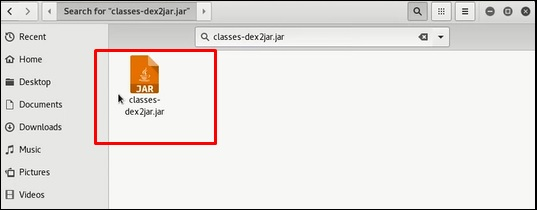 Search for "classes-dex2jar.jar"
classes-dex2jar.jar
Recent
Home
Desktop
Documents
Downloads
Music
Pictures
Videos
JAR
classes-
dex2jar.jar